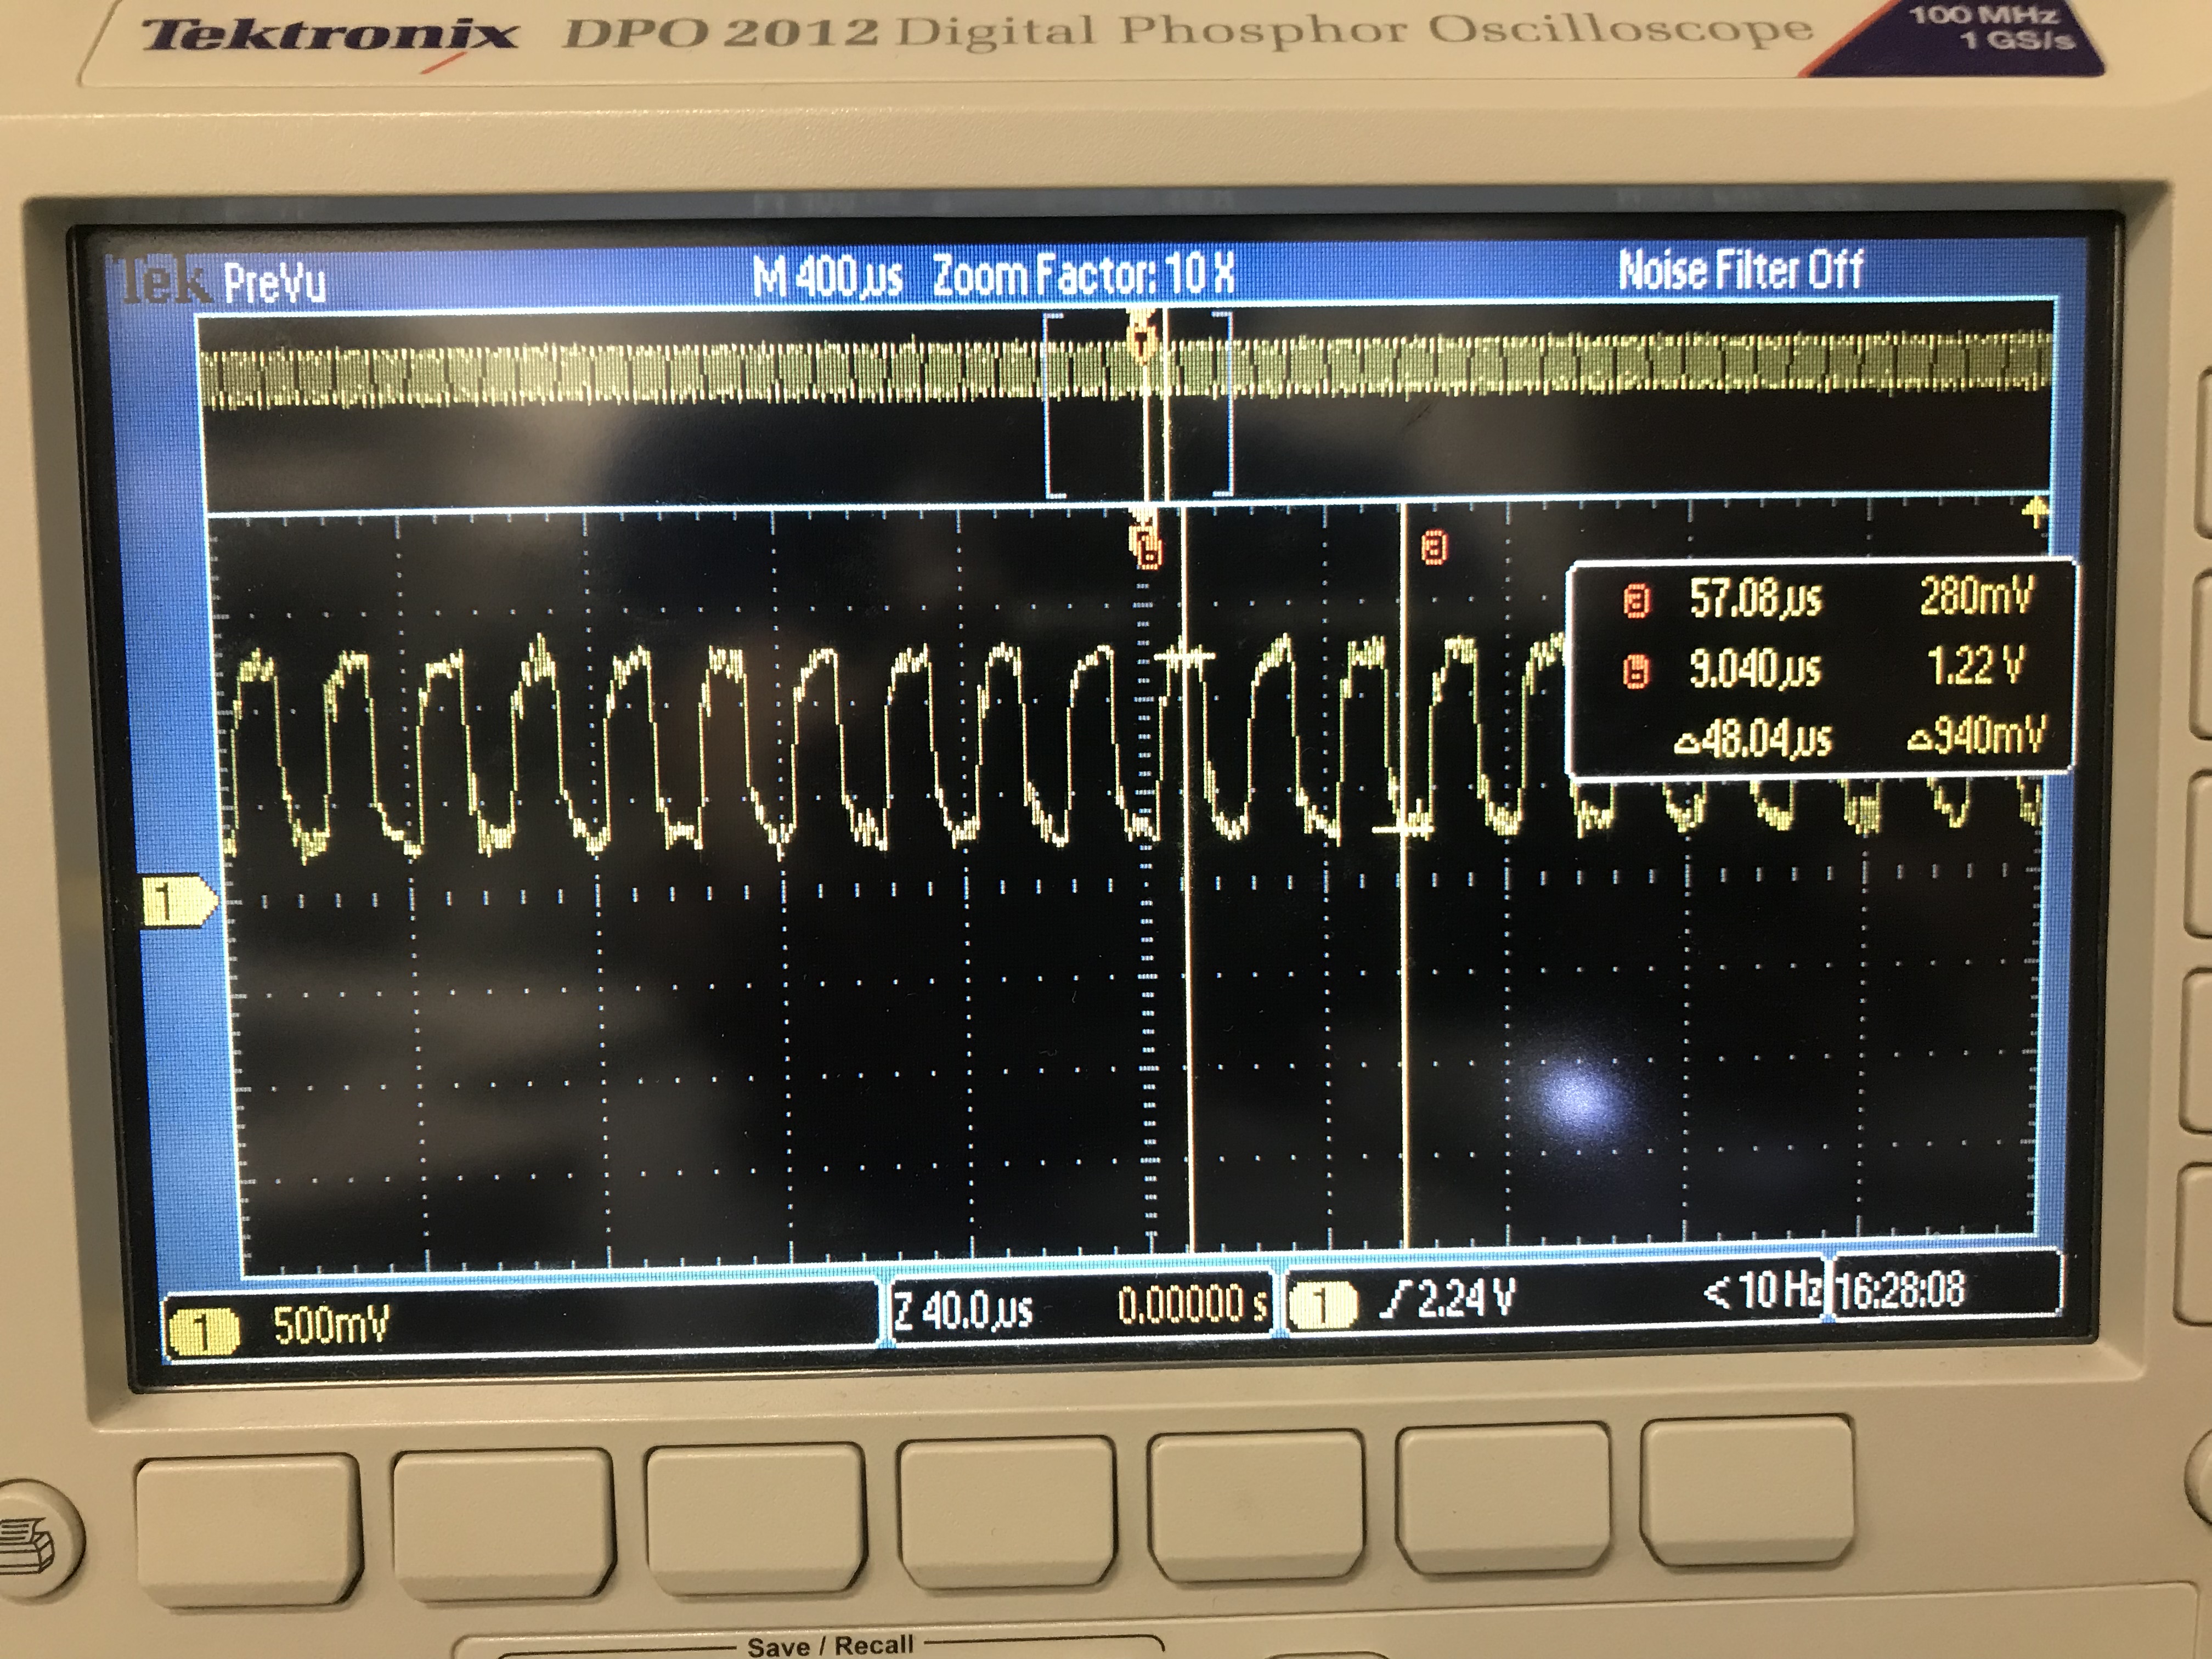 Tektronix DPO 2012 Digital Phosphor Oscilloscope
100 MHz
1 GS/s
Tek PreVu M 400µs Zoom Factor: 10 X Noise Filter Off
b a
a 57.08µs 280mV
b 9.040µs 1.22 V
△48.04µs △940mV
1
1 500mV Z 40.0µs 0.00000 s 1 2.24 V <10 Hz 16:28:08
Save / Recall